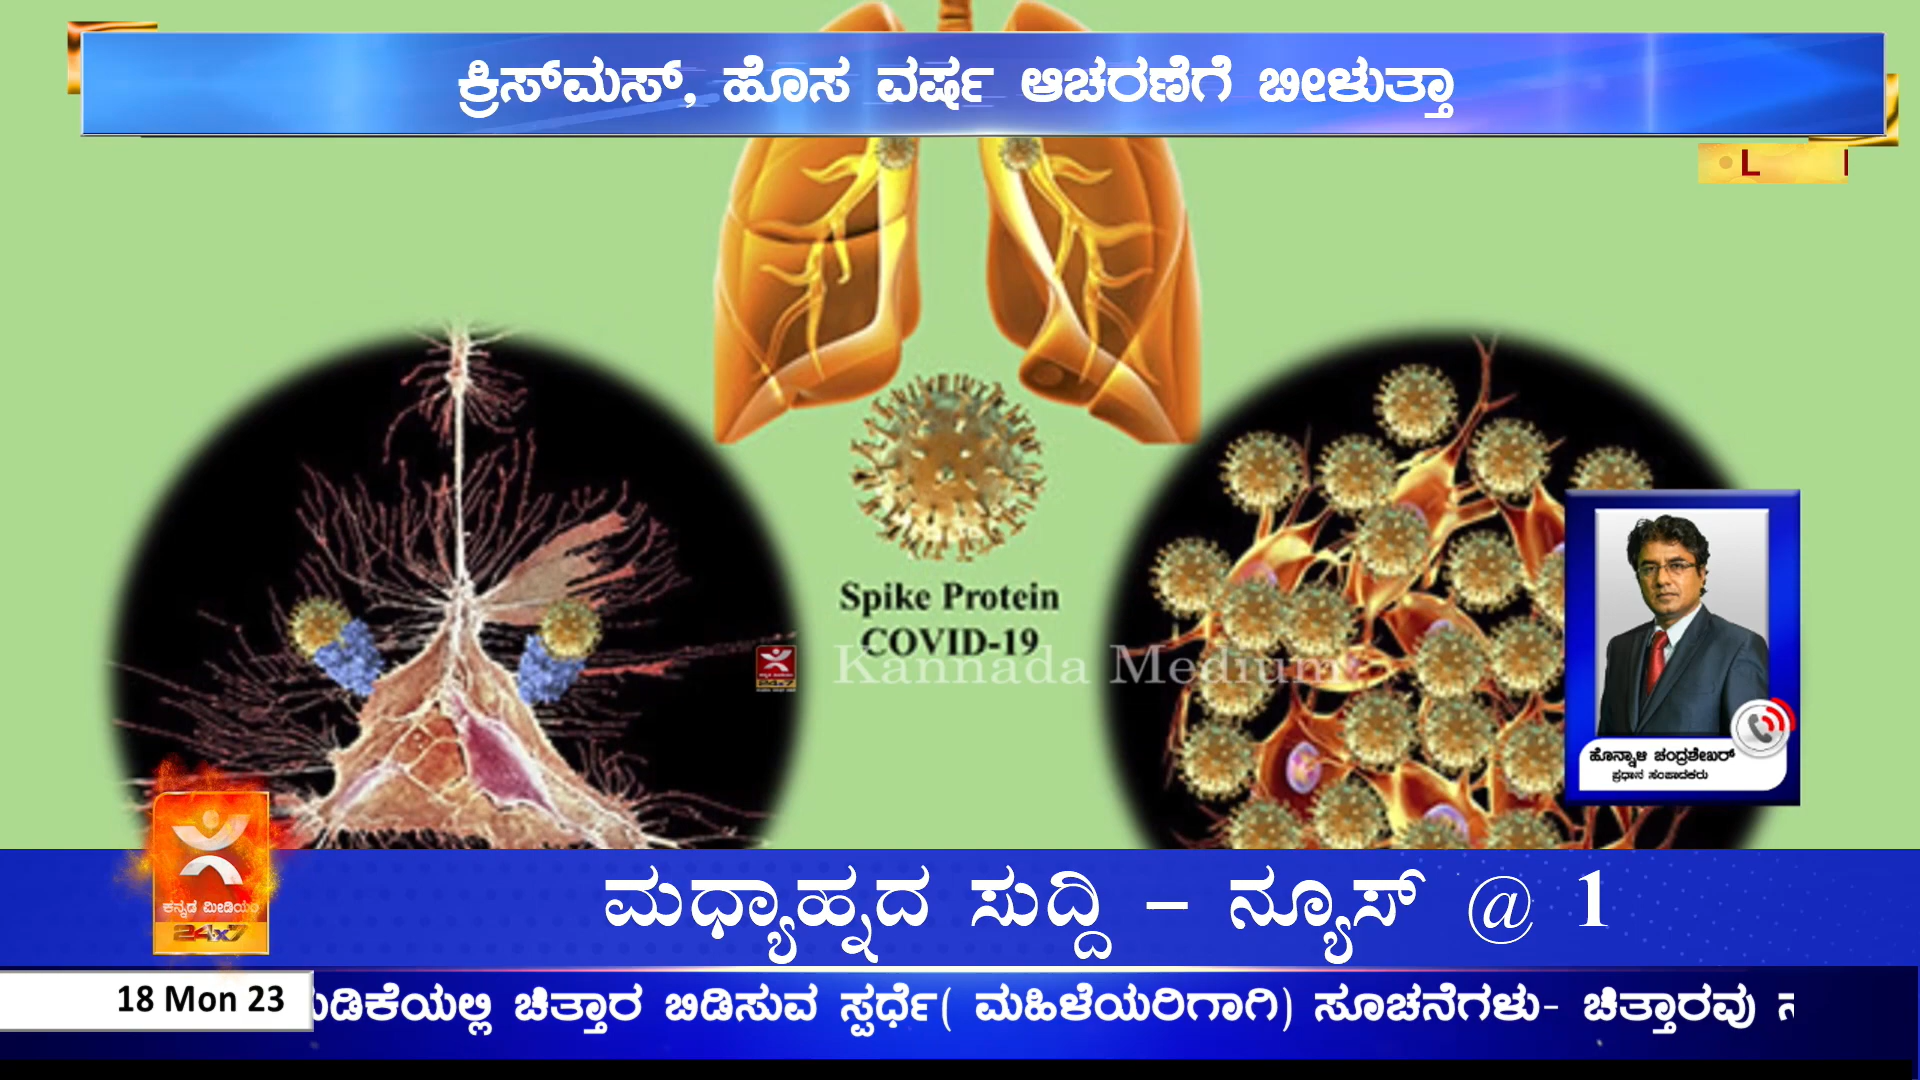 ಕ್ರಿಸ್‌ಮಸ್, ಹೊಸ ವರ್ಷ ಆಚರಣೆಗೆ ಬೀಳುತ್ತಾ
L
Spike Protein
COVID-19
Kannada Medium
ಹೊನ್ನಾಳಿ ಚಂದ್ರಶೇಖರ್
ಪ್ರಧಾನ ಸಂಪಾದಕರು
ಕನ್ನಡ ಮೀಡಿಯಂ
24x7
ಮಧ್ಯಾಹ್ನದ ಸುದ್ದಿ – ನ್ಯೂಸ್ @ 1
18 Mon 23
ಚಿತ್ತಾರ ಬಿಡಿಸುವ ಸ್ಪರ್ಧೆ( ಮಹಿಳೆಯರಿಗಾಗಿ) ಸೂಚನೆಗಳು- ಚಿತ್ತಾರವು